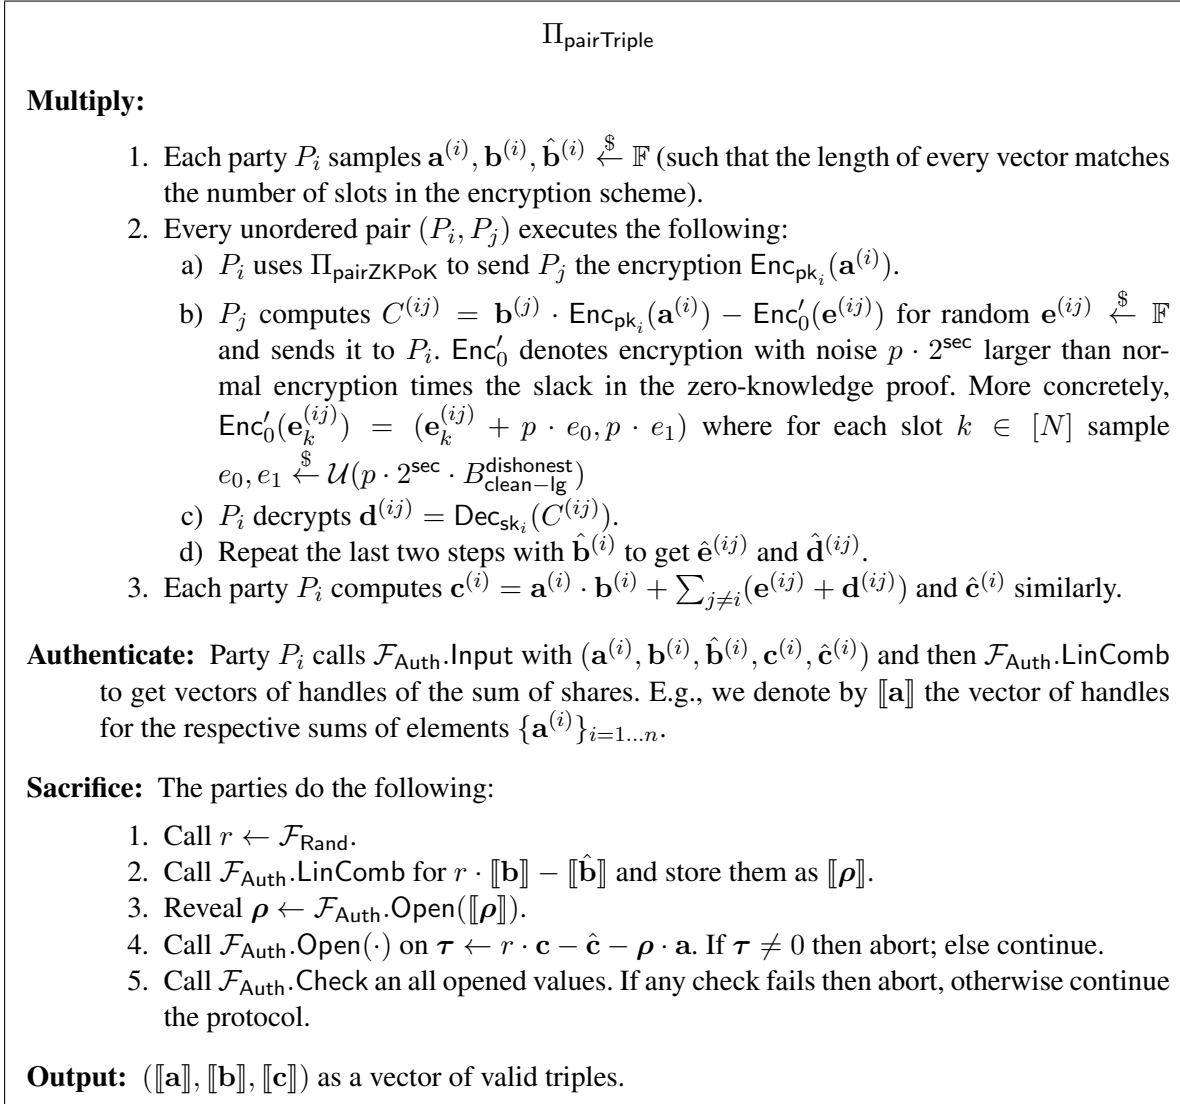 Π_pairTriple
Multiply:
1. Each party P_i samples a^(i), b^(i), b̂^(i) ←$ 𝔽 (such that the length of every vector matches
the number of slots in the encryption scheme).
2. Every unordered pair (P_i, P_j) executes the following:
a) P_i uses Π_pairZKPoK to send P_j the encryption Enc_pk_i(a^(i)).
b) P_j computes C^(ij) = b^(j) · Enc_pk_i(a^(i)) − Enc′_0(e^(ij)) for random e^(ij) ←$ 𝔽
and sends it to P_i. Enc′_0 denotes encryption with noise p · 2^sec larger than nor-
mal encryption times the slack in the zero-knowledge proof. More concretely,
Enc′_0(e_k^(ij)) = (e_k^(ij) + p · e_0, p · e_1) where for each slot k ∈ [N] sample
e_0, e_1 ←$ 𝒰(p · 2^sec · B_clean−lg^dishonest)
c) P_i decrypts d^(ij) = Dec_sk_i(C^(ij)).
d) Repeat the last two steps with b̂^(i) to get ê^(ij) and d̂^(ij).
3. Each party P_i computes c^(i) = a^(i) · b^(i) + ∑_{j≠i}(e^(ij) + d^(ij)) and ĉ^(i) similarly.
Authenticate: Party P_i calls ℱ_Auth.Input with (a^(i), b^(i), b̂^(i), c^(i), ĉ^(i)) and then ℱ_Auth.LinComb
to get vectors of handles of the sum of shares. E.g., we denote by ⟦a⟧ the vector of handles
for the respective sums of elements {a^(i)}_{i=1...n}.
Sacrifice: The parties do the following:
1. Call r ← ℱ_Rand.
2. Call ℱ_Auth.LinComb for r · ⟦b⟧ − ⟦b̂⟧ and store them as ⟦ρ⟧.
3. Reveal ρ ← ℱ_Auth.Open(⟦ρ⟧).
4. Call ℱ_Auth.Open(·) on τ ← r · c − ĉ − ρ · a. If τ ≠ 0 then abort; else continue.
5. Call ℱ_Auth.Check an all opened values. If any check fails then abort, otherwise continue
the protocol.
Output: (⟦a⟧, ⟦b⟧, ⟦c⟧) as a vector of valid triples.